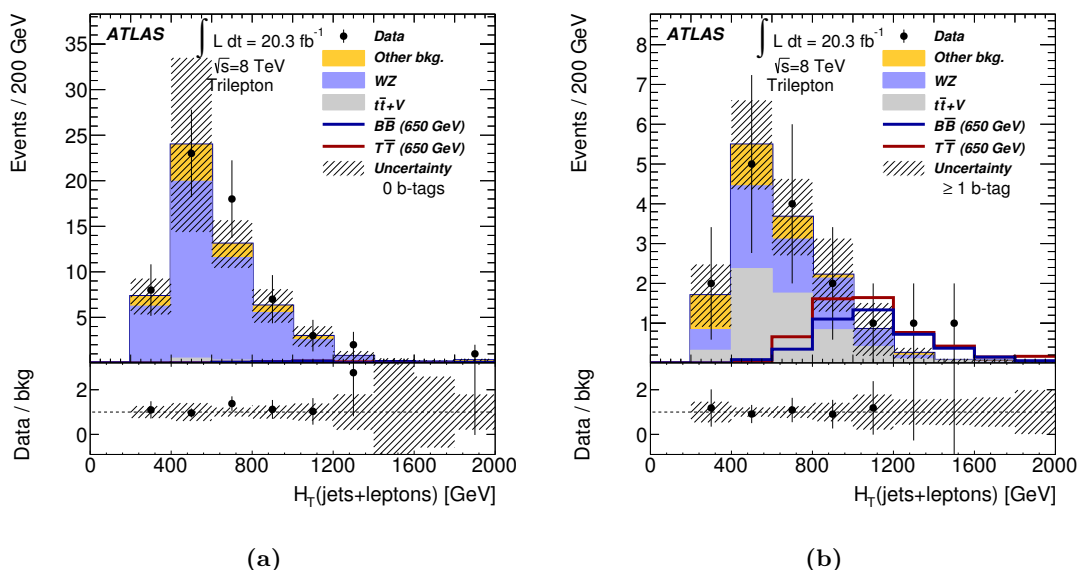 ATLAS
∫ L dt = 20.3 fb⁻¹
√s=8 TeV
Trilepton
Data
Other bkg.
WZ
tt̄+V
BB̄ (650 GeV)
TT̄ (650 GeV)
Uncertainty
0 b-tags
Events / 200 GeV
35
30
25
20
15
10
5
Data / bkg
2
0
0 400 800 1200 1600 2000
H_T(jets+leptons) [GeV]
(a)
ATLAS
∫ L dt = 20.3 fb⁻¹
√s=8 TeV
Trilepton
Data
Other bkg.
WZ
tt̄+V
BB̄ (650 GeV)
TT̄ (650 GeV)
Uncertainty
≥ 1 b-tag
Events / 200 GeV
8
7
6
5
4
3
2
1
Data / bkg
2
0
0 400 800 1200 1600 2000
H_T(jets+leptons) [GeV]
(b)